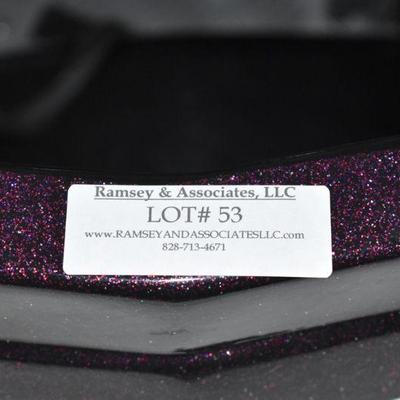 Ramsey & Associates, LLC
LOT# 53
www.RAMSEYANDASSOCIATESLLC.com
828-713-4671